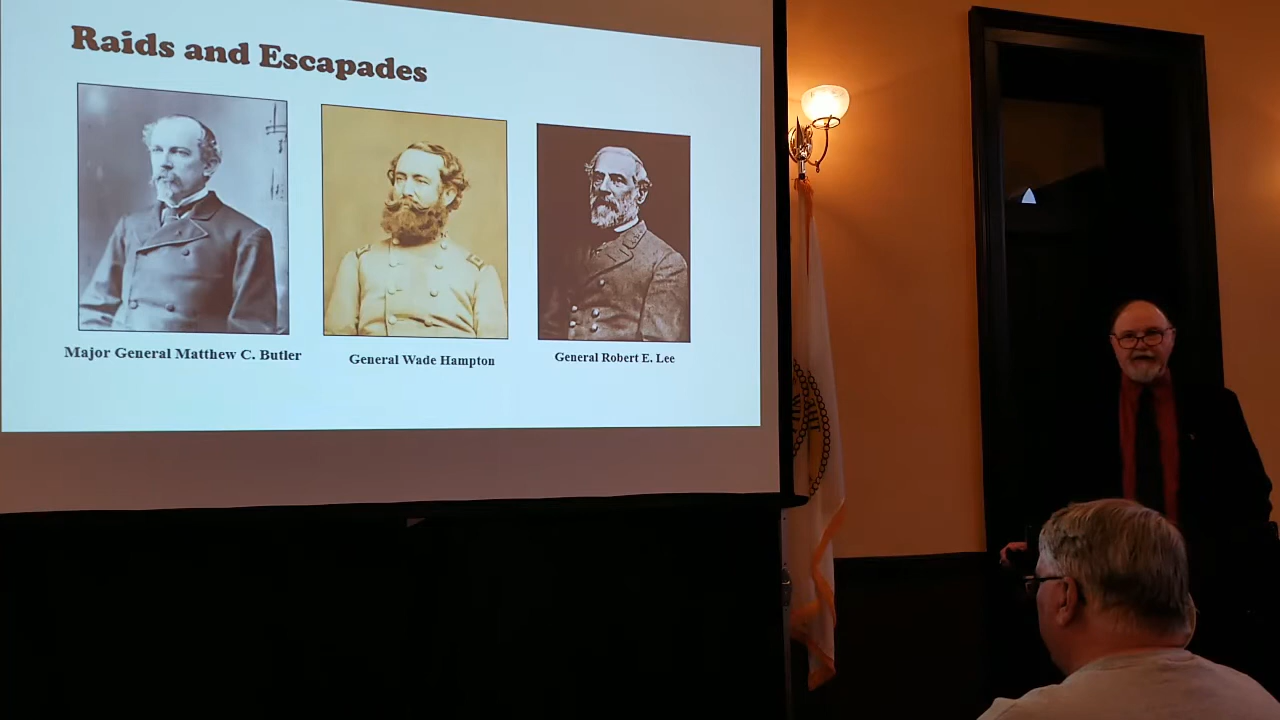 Raids and Escapades
Major General Matthew C. Butler
General Wade Hampton
General Robert E. Lee